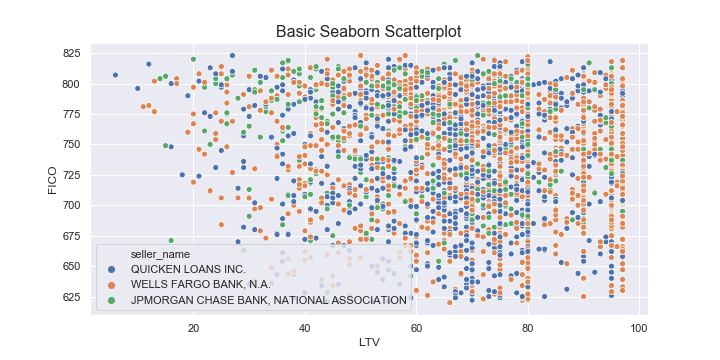 Basic Seaborn Scatterplot
825
800
775
750
725
700
675
650
625
FICO
seller_name
QUICKEN LOANS INC.
WELLS FARGO BANK, N.A.
JPMORGAN CHASE BANK, NATIONAL ASSOCIATION
20 40 60 80 100
LTV